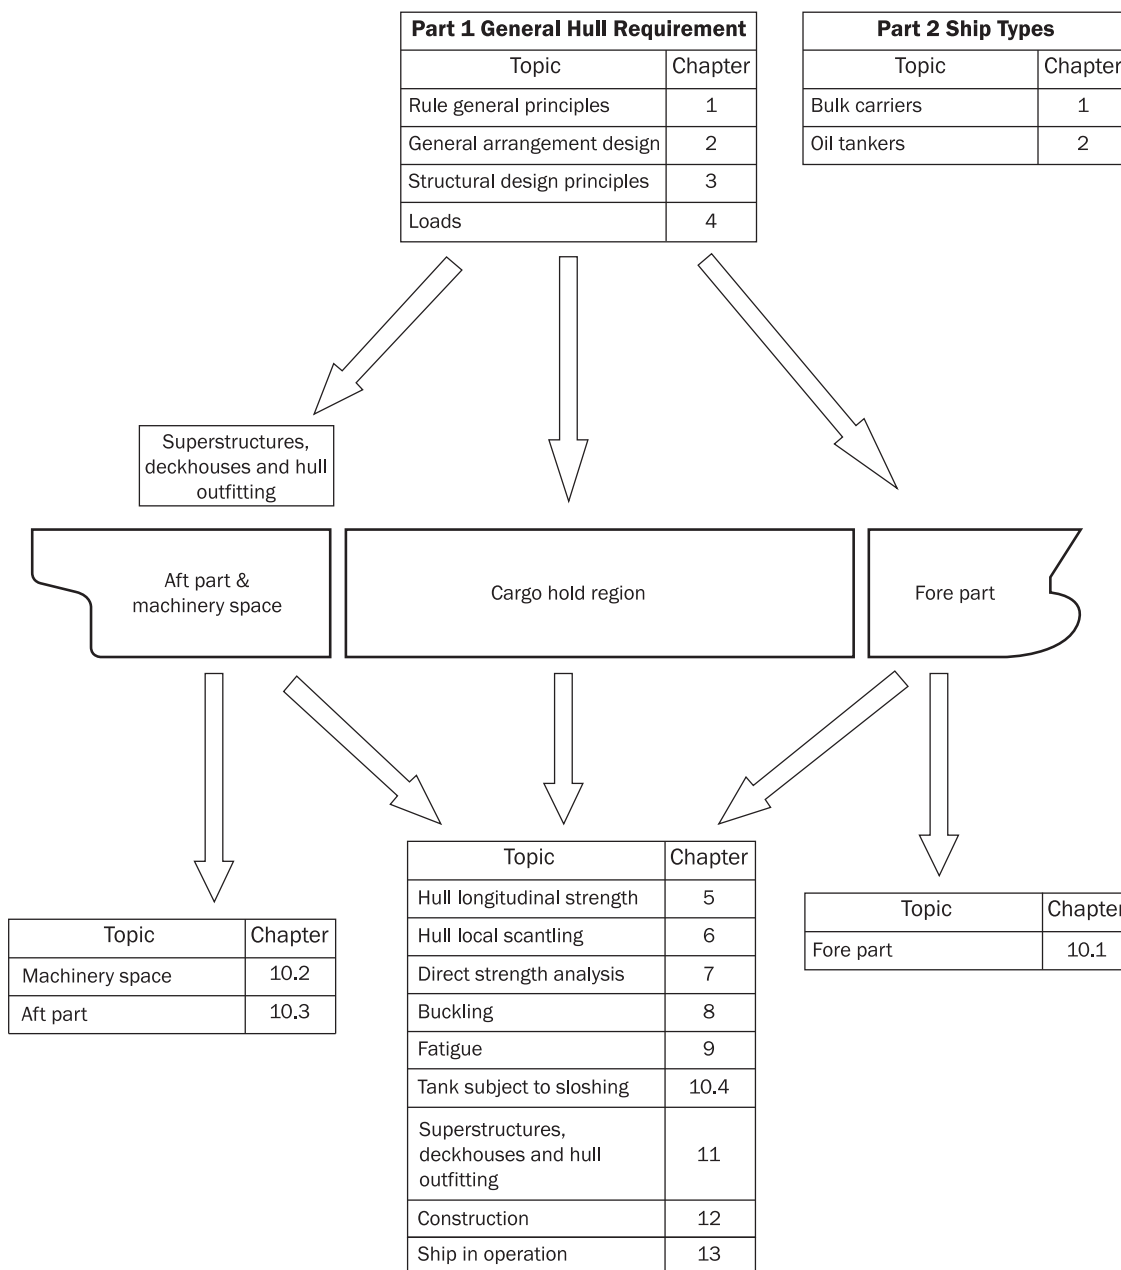 Part 1 General Hull Requirement
Topic Chapter
Rule general principles 1
General arrangement design 2
Structural design principles 3
Loads 4
Part 2 Ship Types
Topic Chapter
Bulk carriers 1
Oil tankers 2
Superstructures,
deckhouses and hull
outfitting
Aft part &
machinery space
Cargo hold region
Fore part
Topic Chapter
Machinery space 10.2
Aft part 10.3
Topic Chapter
Hull longitudinal strength 5
Hull local scantling 6
Direct strength analysis 7
Buckling 8
Fatigue 9
Tank subject to sloshing 10.4
Superstructures,
deckhouses and hull 11
outfitting
Construction 12
Ship in operation 13
Topic Chapter
Fore part 10.1